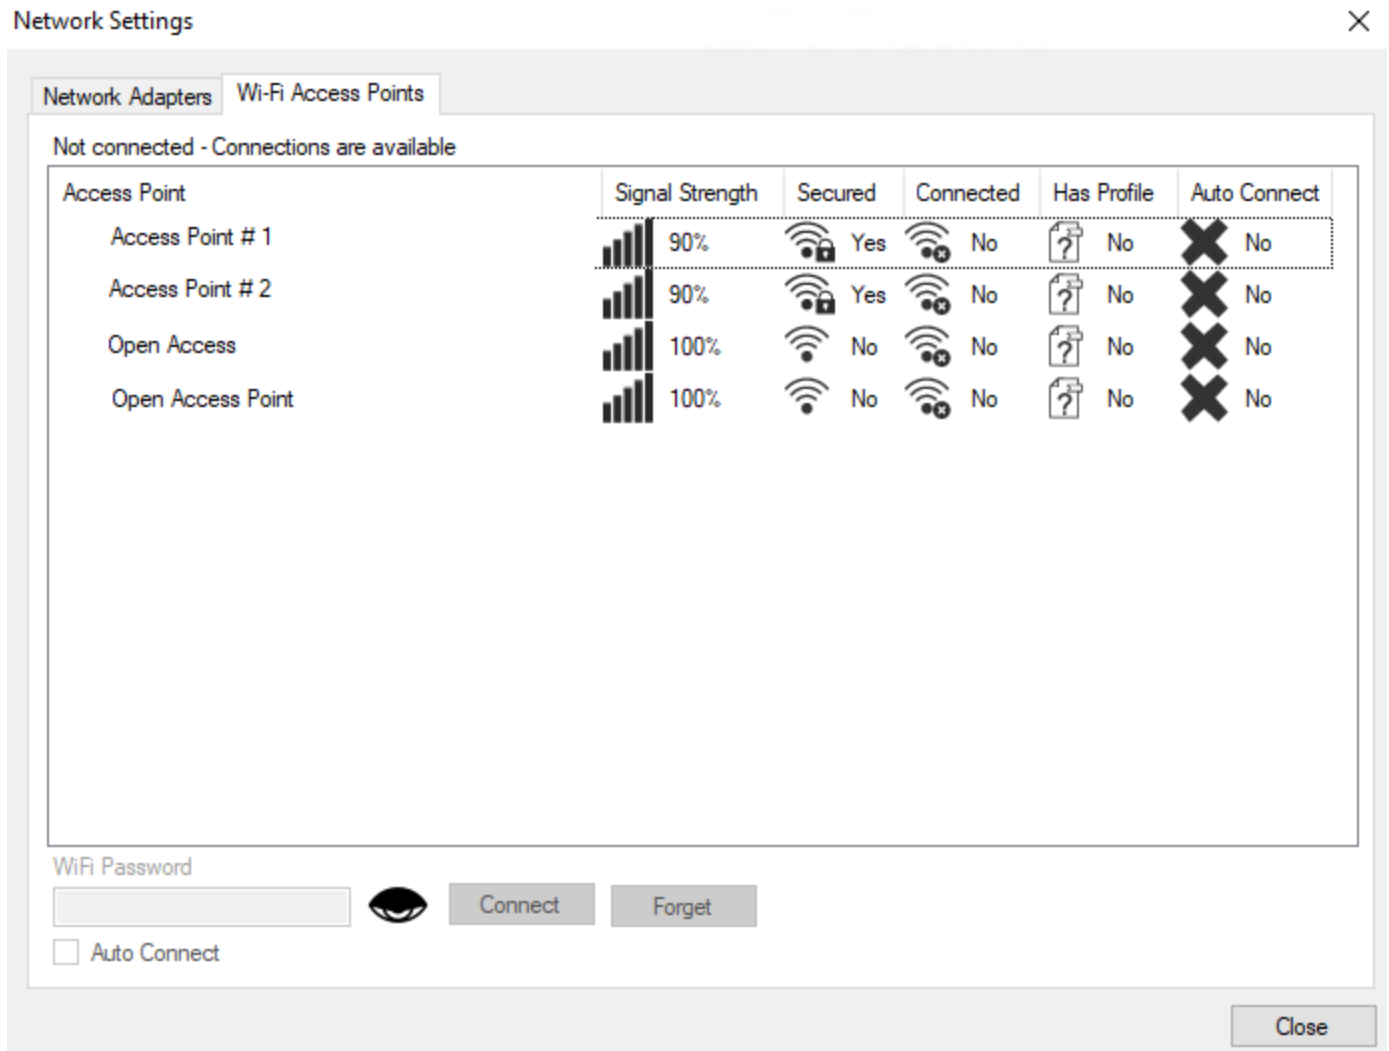 Network Settings
Network Adapters Wi-Fi Access Points
Not connected - Connections are available
Access Point Signal Strength Secured Connected Has Profile Auto Connect
Access Point # 1 90% Yes No No No
Access Point # 2 90% Yes No No No
Open Access 100% No No No No
Open Access Point 100% No No No No
WiFi Password
Connect Forget
Auto Connect
Close